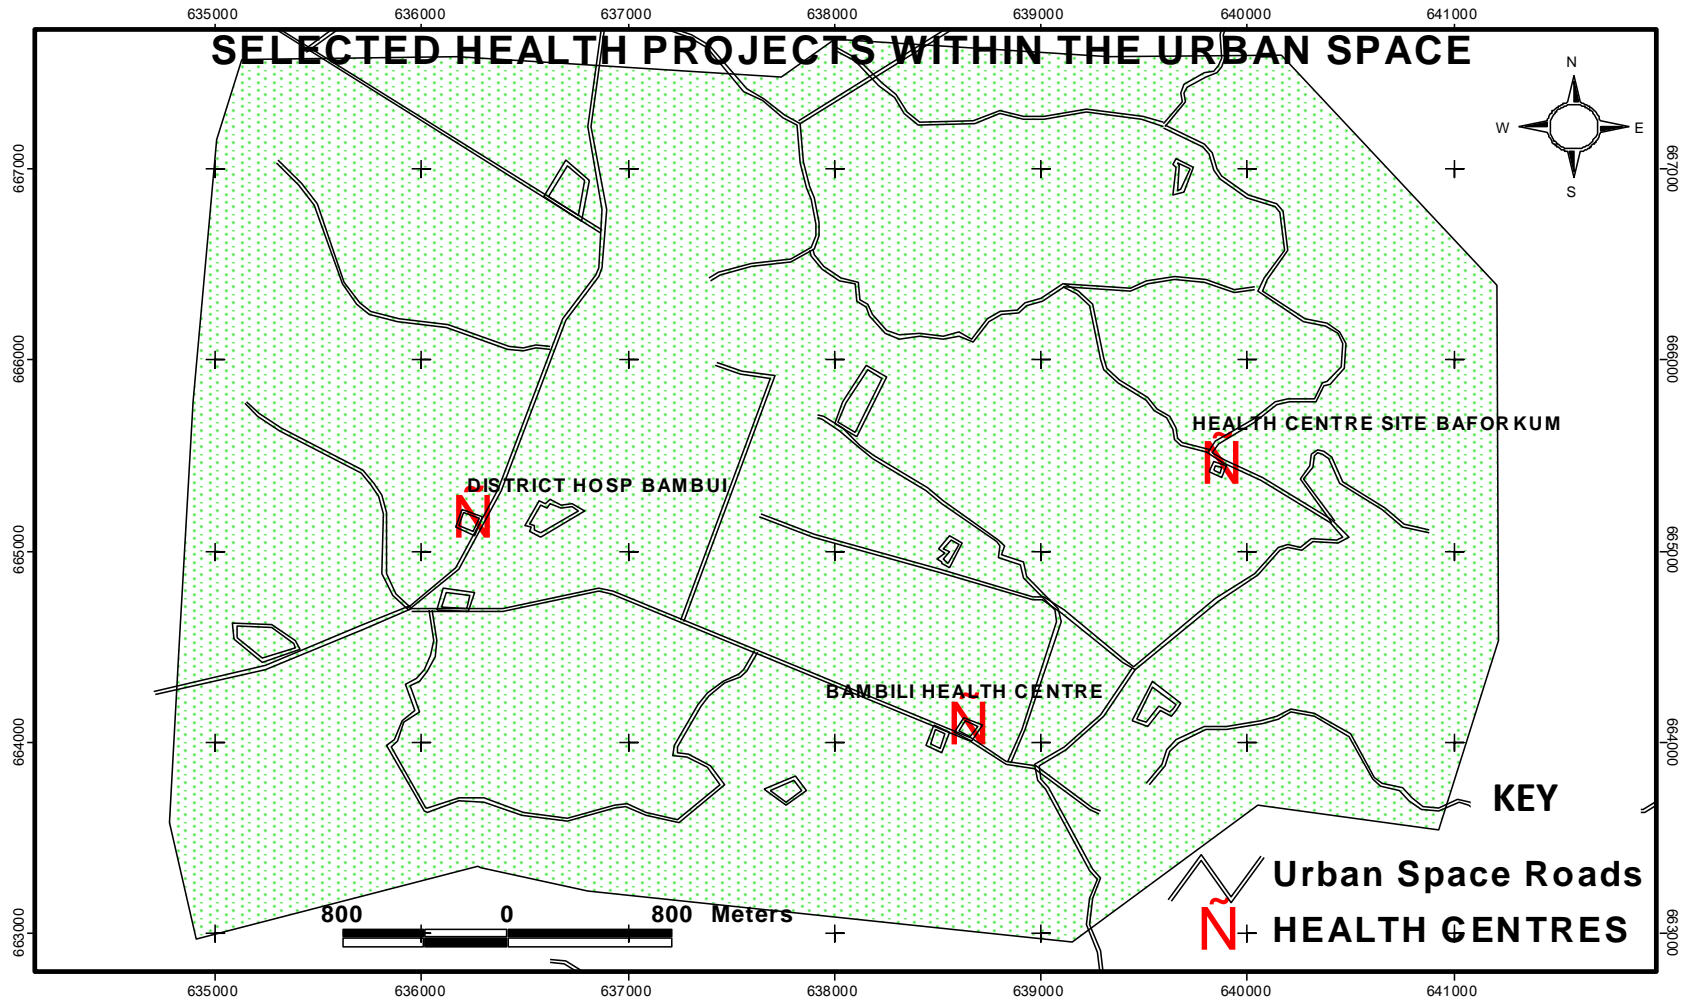 635000 636000 637000 638000 639000 640000 641000
SELECTED HEALTH PROJECTS WITHIN THE URBAN SPACE
N
W E
S
667000 667000
666000 666000
HEALTH CENTRE SITE BAFORKUM
Ñ
DISTRICT HOSP BAMBUI
Ñ
665000 665000
BAMBILI HEALTH CENTRE
Ñ
664000 664000
KEY
Urban Space Roads
800 0 800 Meters
Ñ HEALTH CENTRES
663000 663000
635000 636000 637000 638000 639000 640000 641000